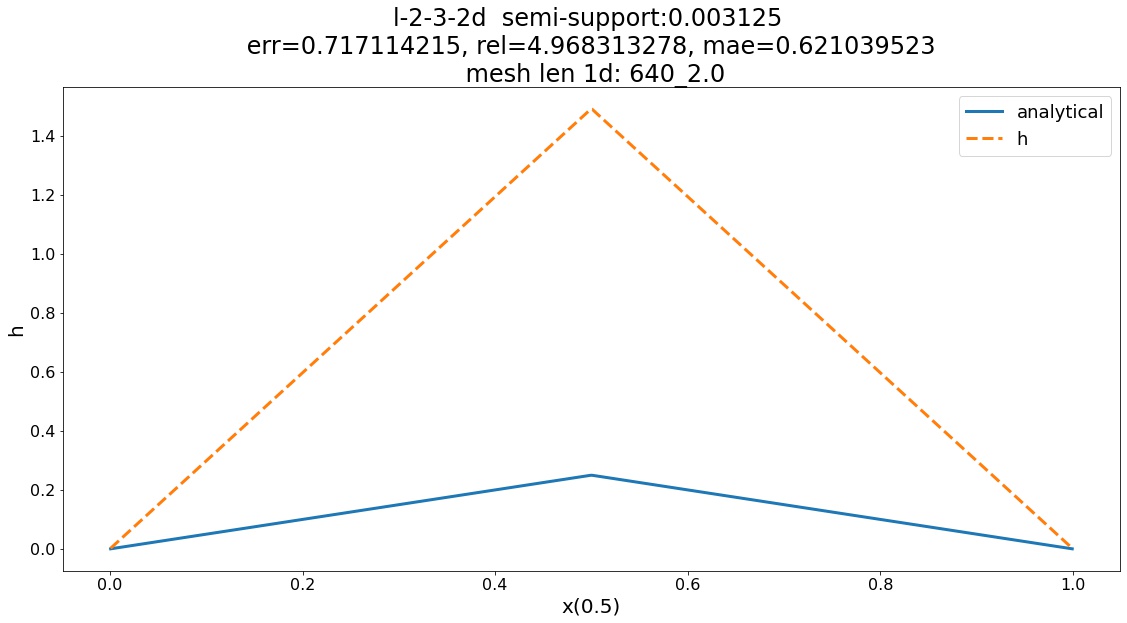 l-2-3-2d  semi-support:0.003125
err=0.717114215, rel=4.968313278, mae=0.621039523
mesh len 1d: 640_2.0
analytical
h
1.4
1.2
1.0
0.8
0.6
0.4
0.2
0.0
h
0.0 0.2 0.4 0.6 0.8 1.0
x(0.5)